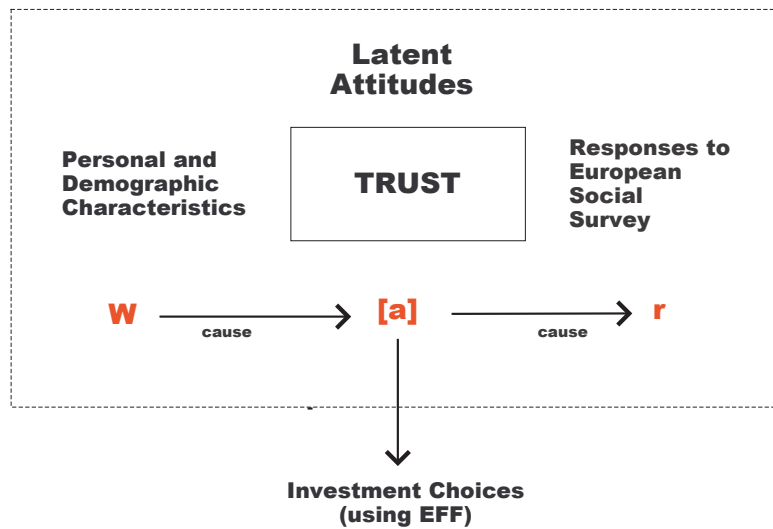 Latent
Attitudes
Personal and
Demographic
Characteristics
TRUST
Responses to
European
Social
Survey
W
cause
[a]
cause
r
Investment Choices
(using EFF)